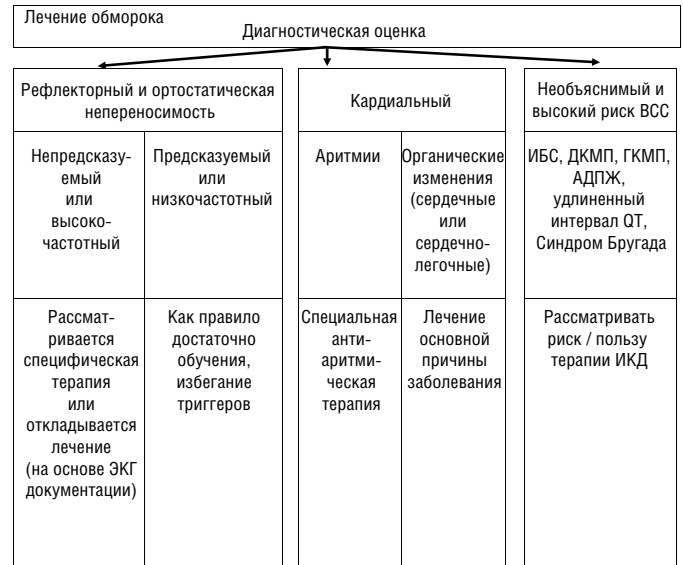 Лечение обморока
Диагностическая оценка
Рефлекторный и ортостатическая
непереносимость
Кардиальный
Необъяснимый и
высокий риск ВСС
Непредсказу-
емый
или
высоко-
частотный
Предсказуемый
или
низкочастотный
Аритмии
Органические
изменения
(сердечные
или
сердечно-
легочные)
ИБС, ДКМП, ГКМП,
АДПЖ,
удлиненный
интервал QT,
Синдром Бругада
Рассмат-
ривается
специфическая
терапия
или
откладывается
лечение
(на основе ЭКГ
документации)
Как правило
достаточно
обучения,
избегание
триггеров
Специальная
анти-
аритми-
ческая
терапия
Лечение
основной
причины
заболевания
Рассматривать
риск / пользу
терапии ИКД